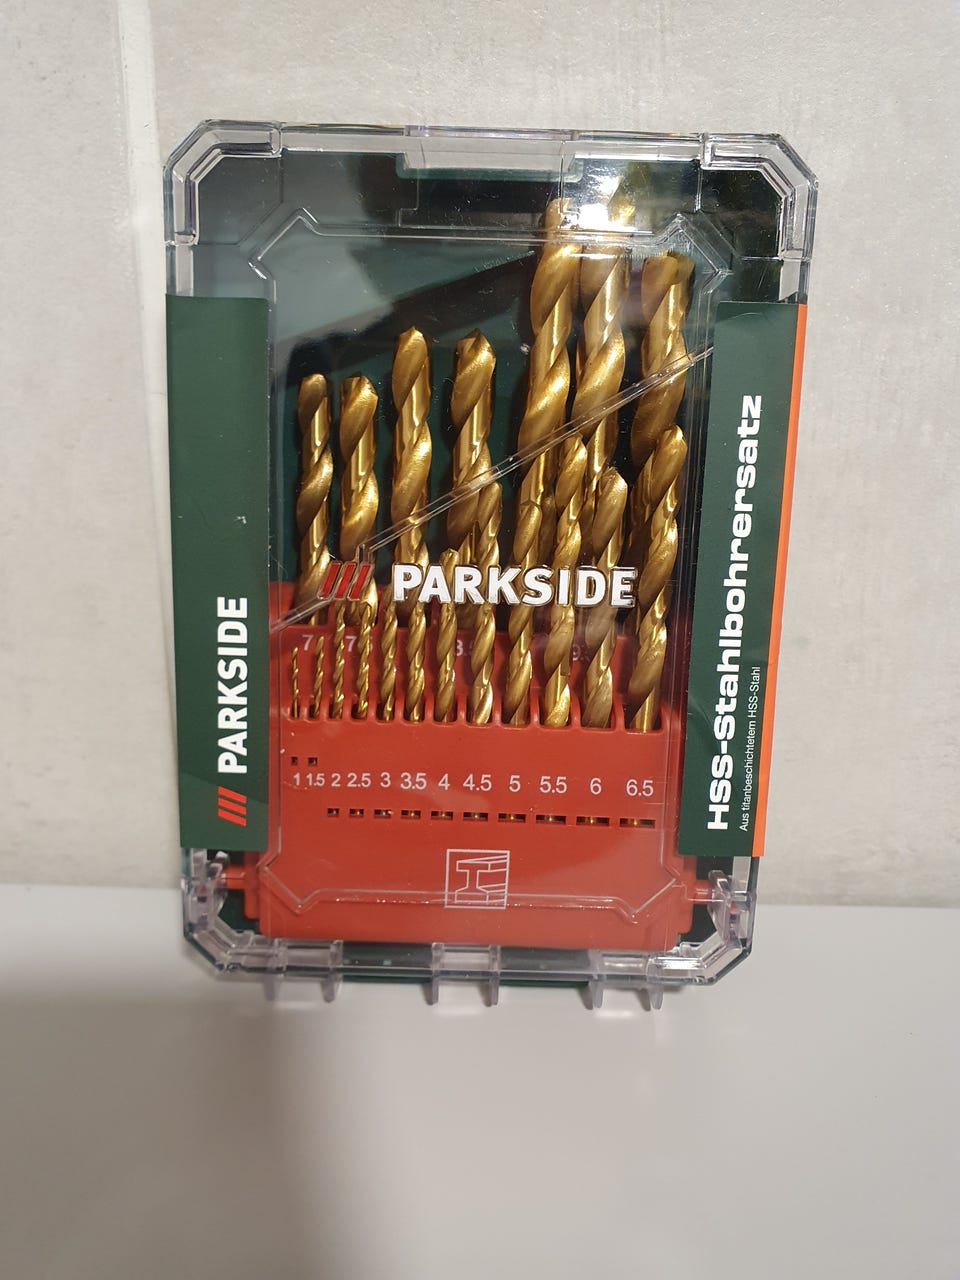 PARKSIDE
PARKSIDE
HSS-Stahlbohrersatz
Aus titanbeschichtetem HSS-Stahl
7
1 1.5 2 2.5 3 3.5 4 4.5 5 5.5 6 6.5